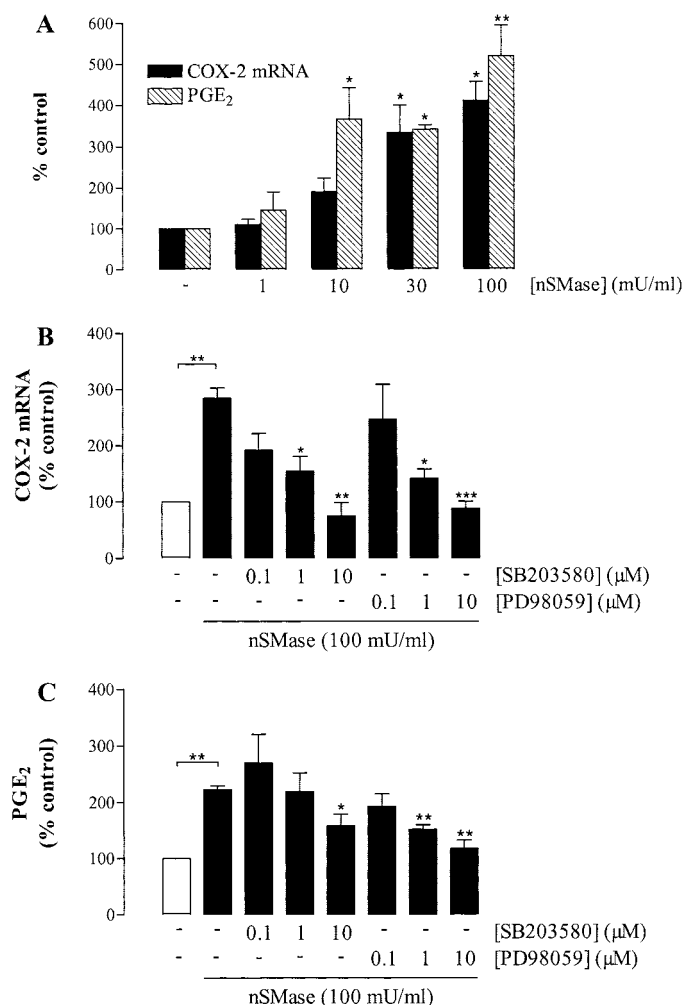 A
600
500
400
300
200
100
0
% control
COX-2 mRNA
PGE2
* * * * **
- 1 10 30 100 [nSMase] (mU/ml)
B
400
300
200
100
0
COX-2 mRNA
(% control)
** * ** * ***
- - 0.1 1 10 - - - [SB203580] (μM)
- - - - - 0.1 1 10 [PD98059] (μM)
nSMase (100 mU/ml)
C
400
300
200
100
0
PGE2
(% control)
** * ** **
- - 0.1 1 10 - - - [SB203580] (μM)
- - - - - 0.1 1 10 [PD98059] (μM)
nSMase (100 mU/ml)